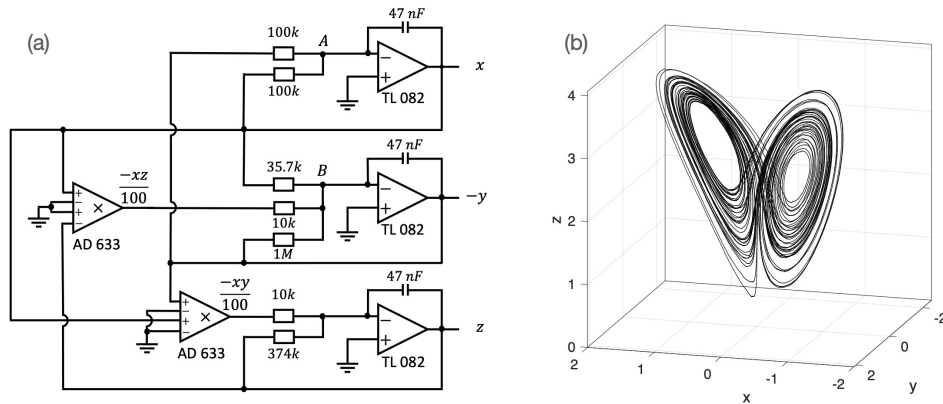 (a)
47 nF
100k
A
x
100k
TL 082
47 nF
35.7k
B
-xz
100
-y
10k
TL 082
AD 633
1M
47 nF
-xy
100
10k
z
AD 633
374k
TL 082
(b)
4
3
z
2
1
0
2
1
0
-1
-2
x
2
0
-2
y